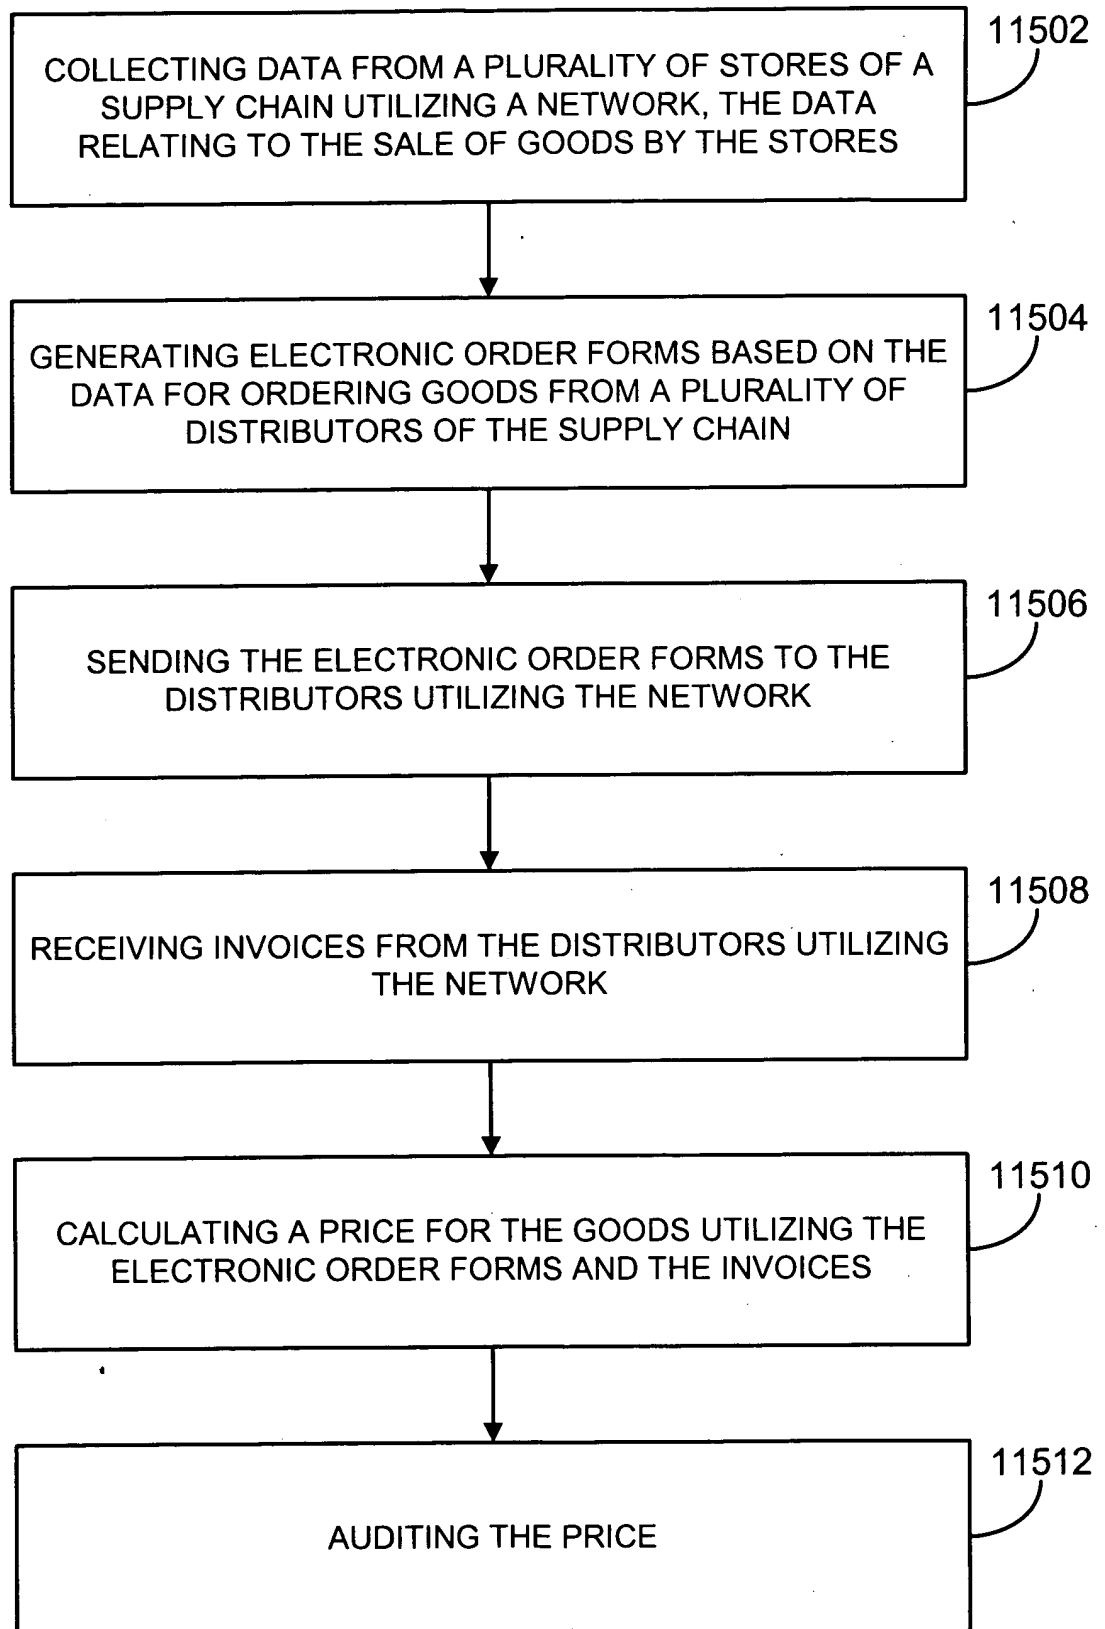 11502
COLLECTING DATA FROM A PLURALITY OF STORES OF A
SUPPLY CHAIN UTILIZING A NETWORK, THE DATA
RELATING TO THE SALE OF GOODS BY THE STORES
11504
GENERATING ELECTRONIC ORDER FORMS BASED ON THE
DATA FOR ORDERING GOODS FROM A PLURALITY OF
DISTRIBUTORS OF THE SUPPLY CHAIN
11506
SENDING THE ELECTRONIC ORDER FORMS TO THE
DISTRIBUTORS UTILIZING THE NETWORK
11508
RECEIVING INVOICES FROM THE DISTRIBUTORS UTILIZING
THE NETWORK
11510
CALCULATING A PRICE FOR THE GOODS UTILIZING THE
ELECTRONIC ORDER FORMS AND THE INVOICES
11512
AUDITING THE PRICE